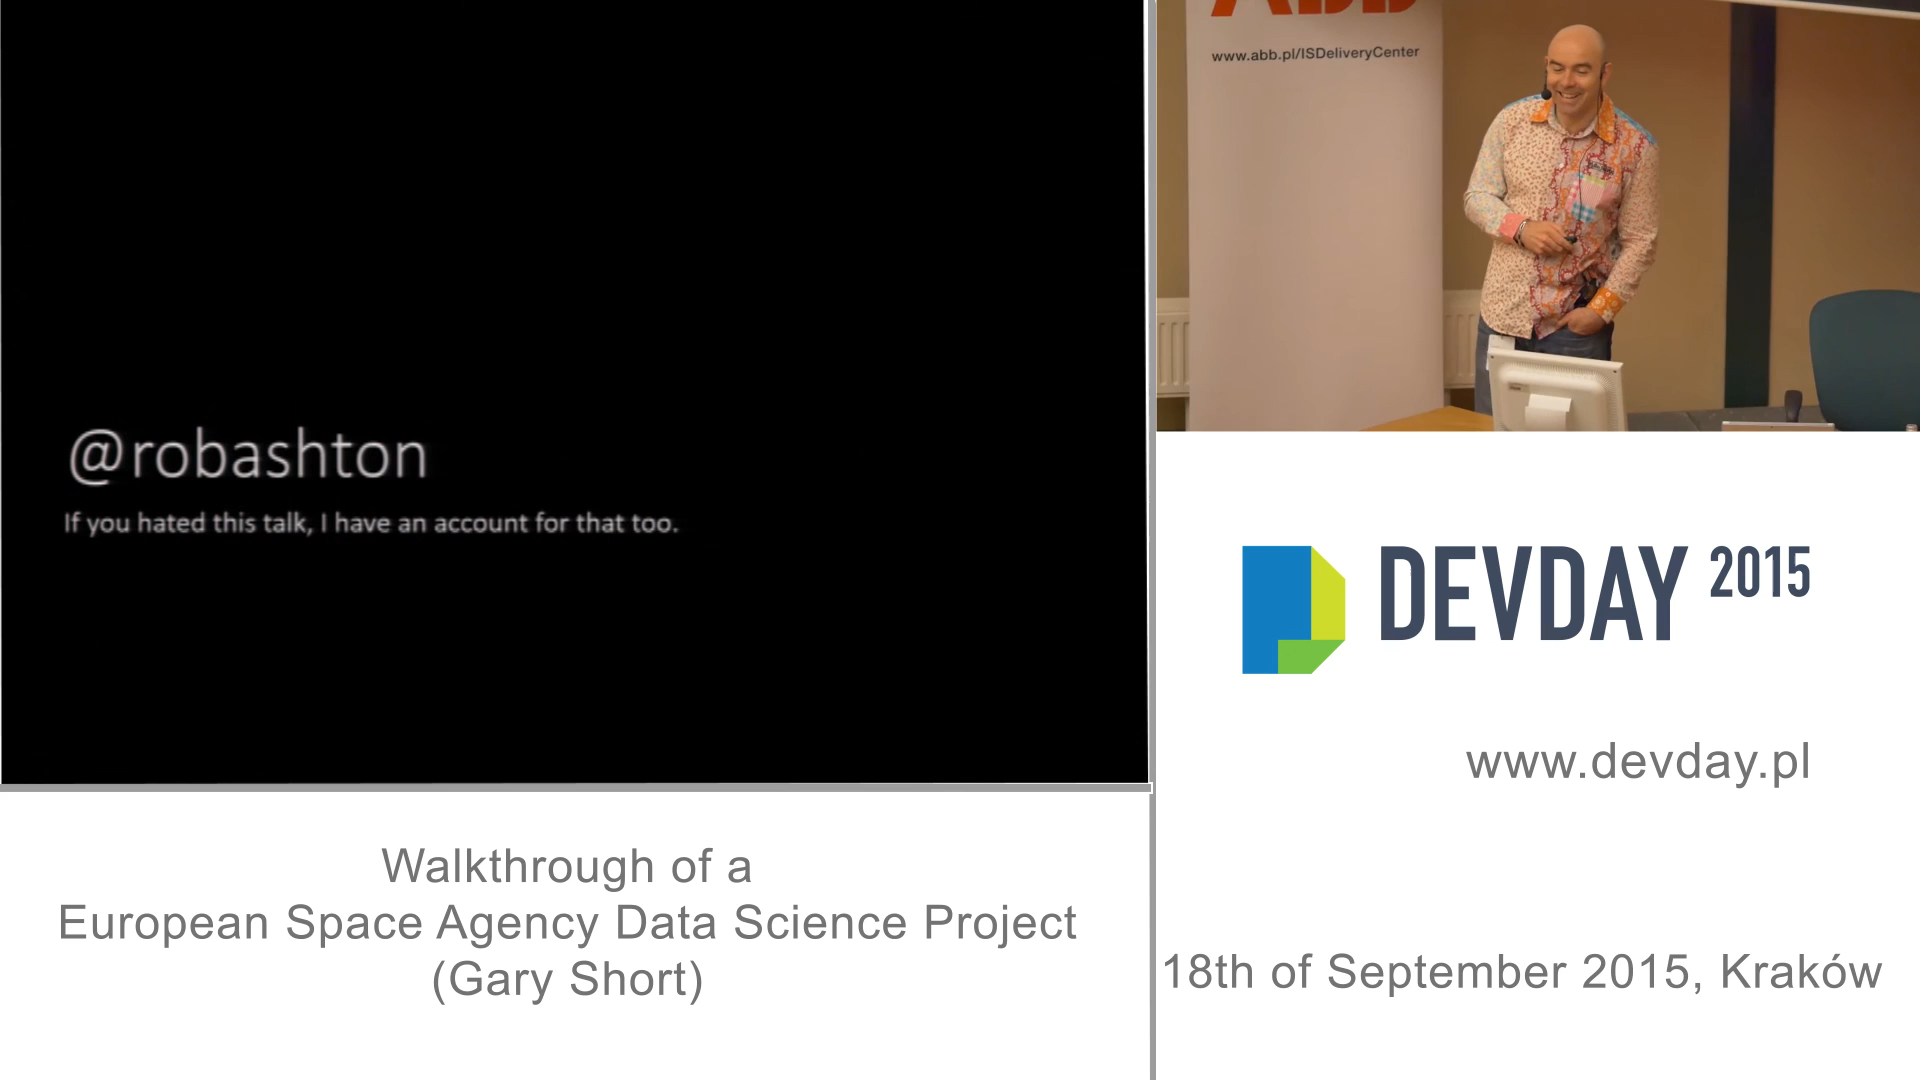 @robashton
If you hated this talk, I have an account for that too.
ABB
www.abb.pl/ISDeliveryCenter
DEVDAY 2015
www.devday.pl
Walkthrough of a
European Space Agency Data Science Project
(Gary Short)
18th of September 2015, Kraków